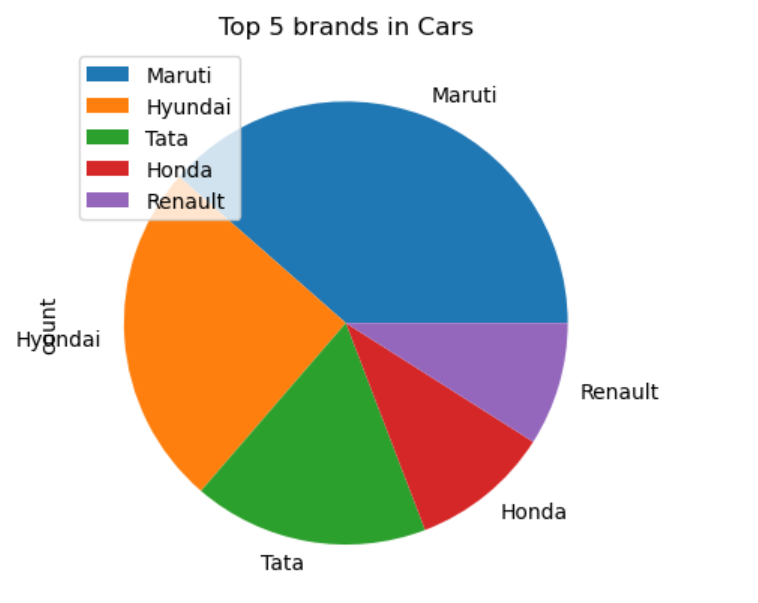 Top 5 brands in Cars
Maruti
Hyundai
Tata
Honda
Renault
Maruti
Hyundai
count
Renault
Honda
Tata